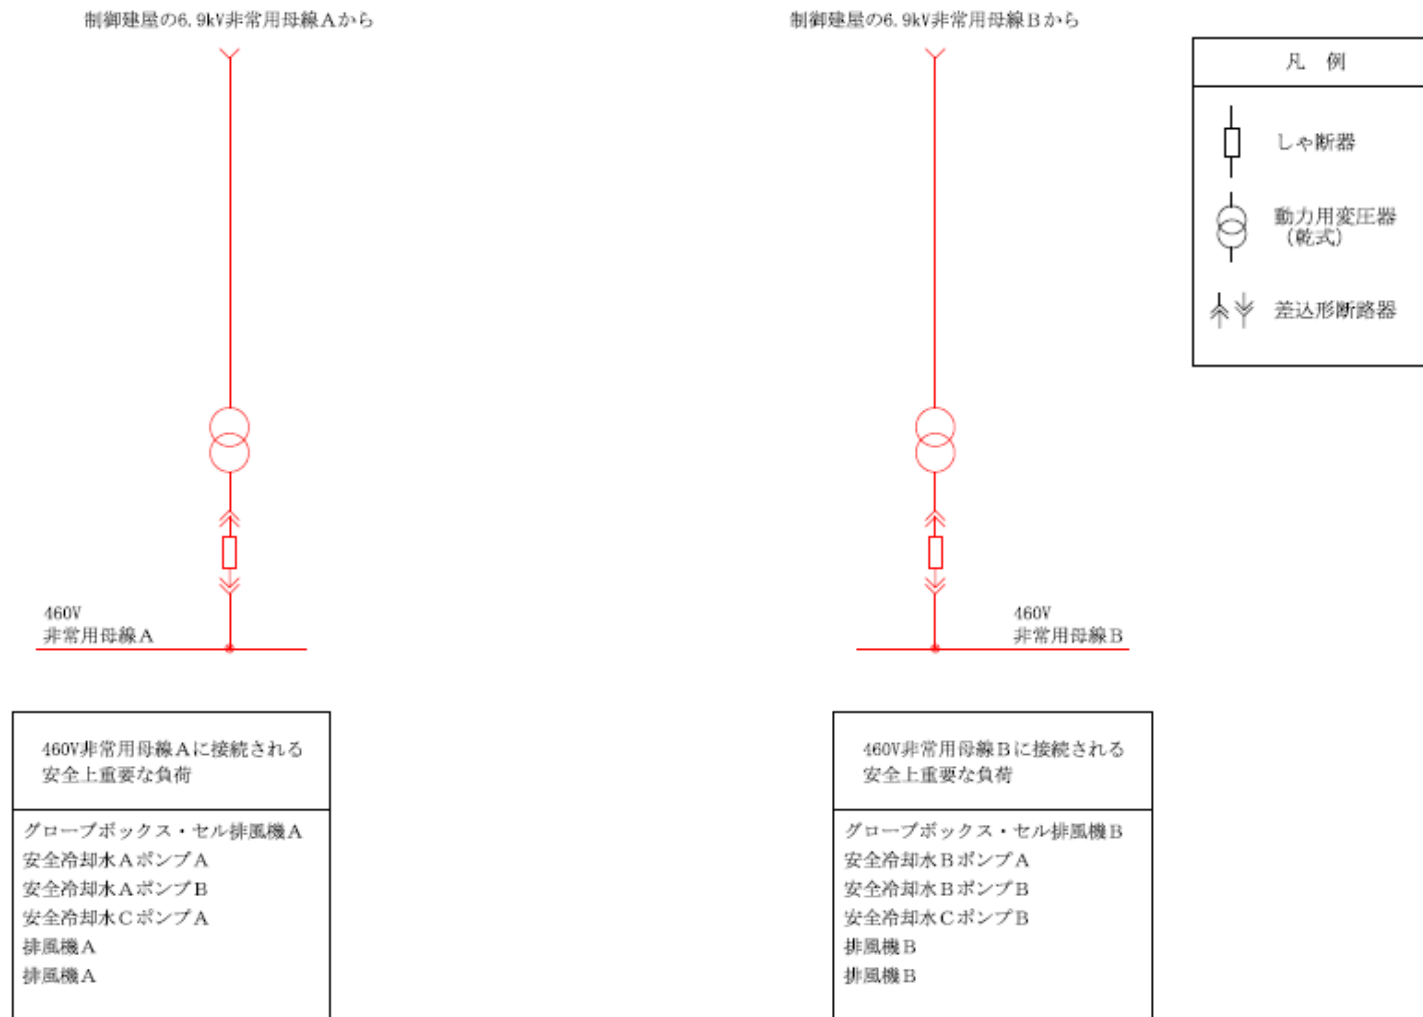 制御建屋の6.9kV非常用母線Aから
制御建屋の6.9kV非常用母線Bから
凡 例
しゃ断器
動力用変圧器
(乾式)
差込形断路器
460V
非常用母線A
460V
非常用母線B
460V非常用母線Aに接続される
安全上重要な負荷
グローブボックス・セル排風機A
安全冷却水AポンプA
安全冷却水AポンプB
安全冷却水CポンプA
排風機A
排風機A
460V非常用母線Bに接続される
安全上重要な負荷
グローブボックス・セル排風機B
安全冷却水BポンプA
安全冷却水BポンプB
安全冷却水CポンプB
排風機B
排風機B